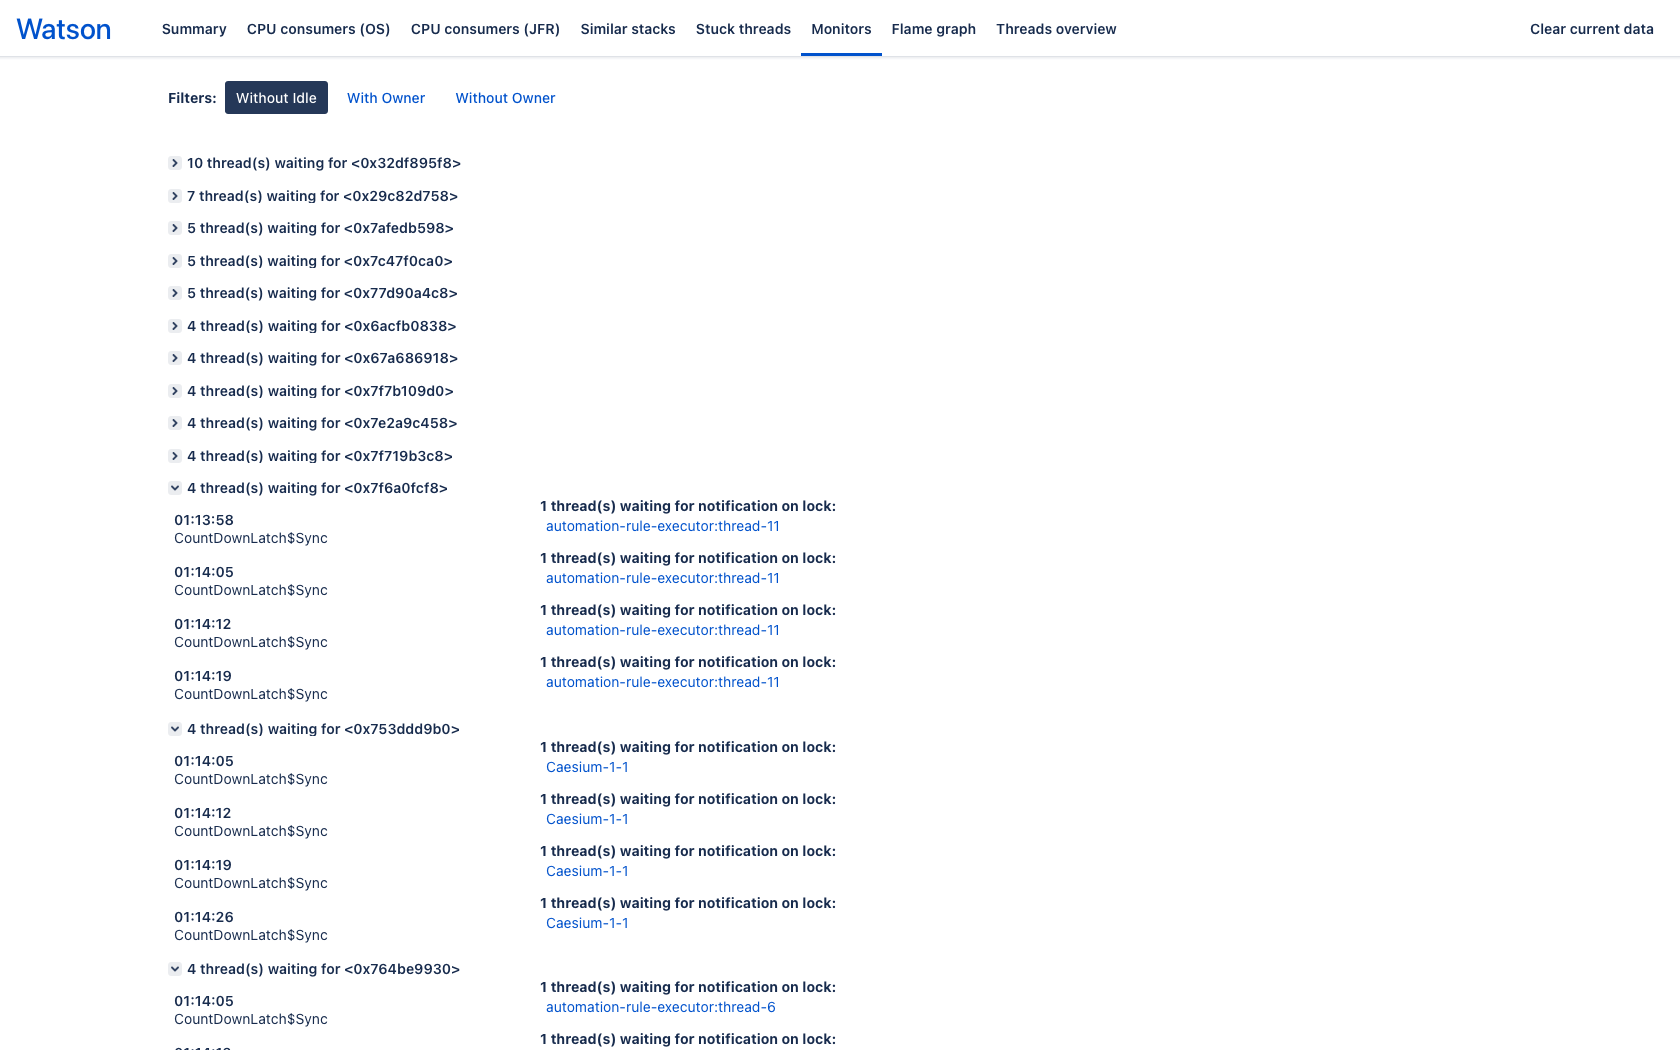 Watson
Summary
CPU consumers (OS)
CPU consumers (JFR)
Similar stacks
Stuck threads
Monitors
Flame graph
Threads overview
Clear current data
Filters:
Without Idle
With Owner
Without Owner
10 thread(s) waiting for <0x32df895f8>
7 thread(s) waiting for <0x29c82d758>
5 thread(s) waiting for <0x7afedb598>
5 thread(s) waiting for <0x7c47f0ca0>
5 thread(s) waiting for <0x77d90a4c8>
4 thread(s) waiting for <0x6acfb0838>
4 thread(s) waiting for <0x67a686918>
4 thread(s) waiting for <0x7f7b109d0>
4 thread(s) waiting for <0x7e2a9c458>
4 thread(s) waiting for <0x7f719b3c8>
4 thread(s) waiting for <0x7f6a0fcf8>
01:13:58
CountDownLatch$Sync
1 thread(s) waiting for notification on lock:
automation-rule-executor:thread-11
01:14:05
CountDownLatch$Sync
1 thread(s) waiting for notification on lock:
automation-rule-executor:thread-11
01:14:12
CountDownLatch$Sync
1 thread(s) waiting for notification on lock:
automation-rule-executor:thread-11
01:14:19
CountDownLatch$Sync
1 thread(s) waiting for notification on lock:
automation-rule-executor:thread-11
4 thread(s) waiting for <0x753ddd9b0>
01:14:05
CountDownLatch$Sync
1 thread(s) waiting for notification on lock:
Caesium-1-1
01:14:12
CountDownLatch$Sync
1 thread(s) waiting for notification on lock:
Caesium-1-1
01:14:19
CountDownLatch$Sync
1 thread(s) waiting for notification on lock:
Caesium-1-1
01:14:26
CountDownLatch$Sync
1 thread(s) waiting for notification on lock:
Caesium-1-1
4 thread(s) waiting for <0x764be9930>
01:14:05
CountDownLatch$Sync
1 thread(s) waiting for notification on lock:
automation-rule-executor:thread-6
1 thread(s) waiting for notification on lock: